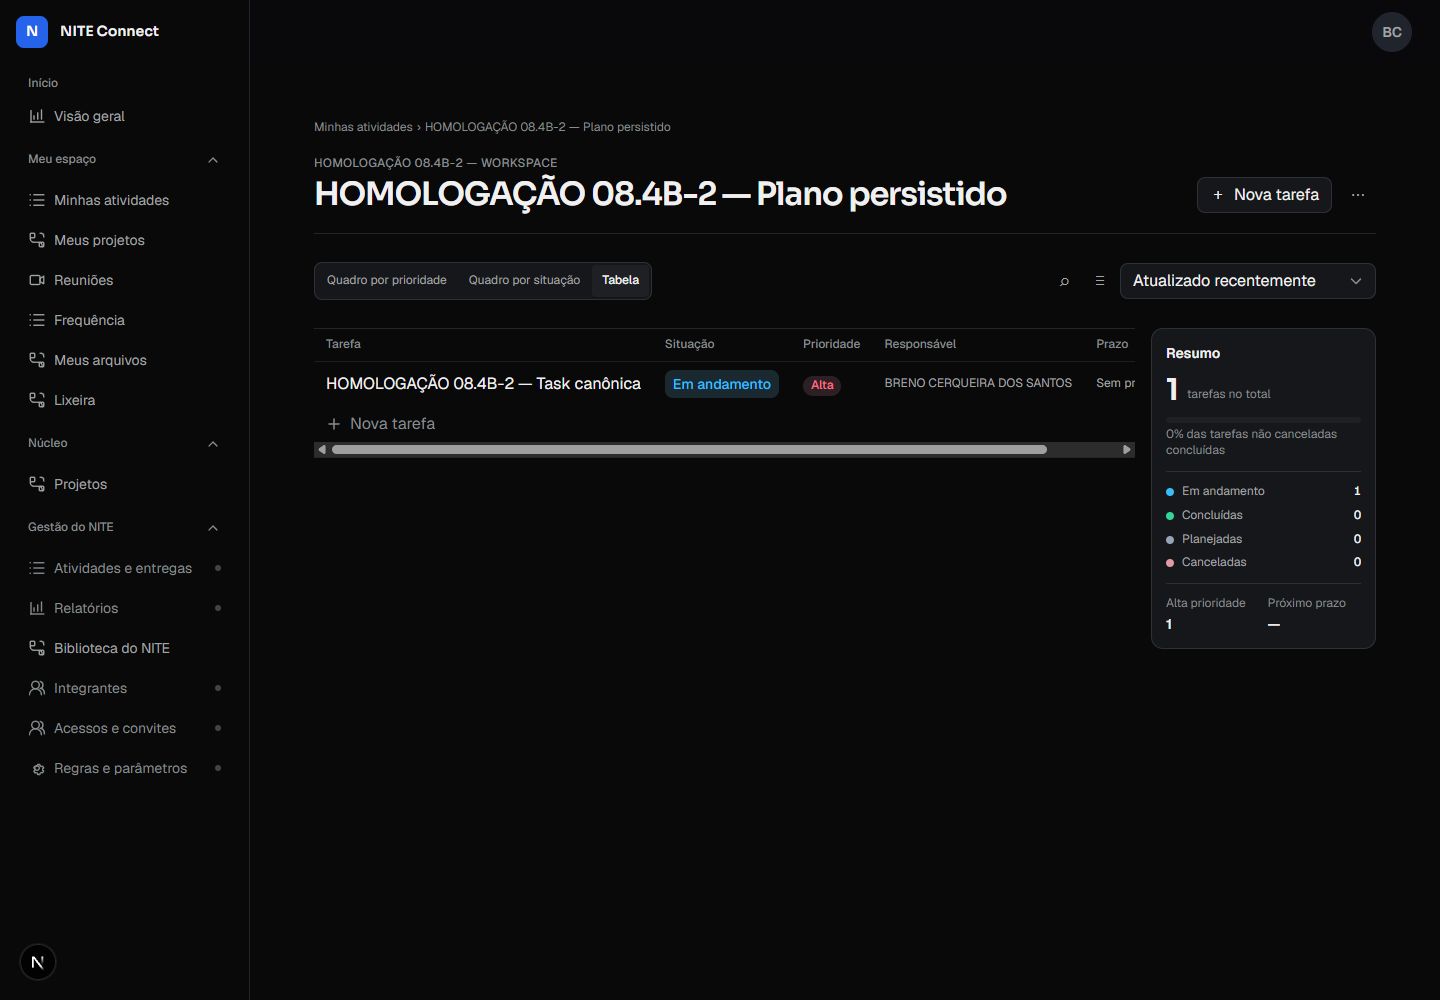 N NITE Connect
BC
Início
Visão geral
Meu espaço
Minhas atividades
Meus projetos
Reuniões
Frequência
Meus arquivos
Lixeira
Núcleo
Projetos
Gestão do NITE
Atividades e entregas
Relatórios
Biblioteca do NITE
Integrantes
Acessos e convites
Regras e parâmetros
N
Minhas atividades › HOMOLOGAÇÃO 08.4B-2 — Plano persistido
HOMOLOGAÇÃO 08.4B-2 — WORKSPACE
HOMOLOGAÇÃO 08.4B-2 — Plano persistido
+ Nova tarefa ...
Quadro por prioridade Quadro por situação Tabela
Atualizado recentemente
Tarefa Situação Prioridade Responsável Prazo
HOMOLOGAÇÃO 08.4B-2 — Task canônica Em andamento Alta BRENO CERQUEIRA DOS SANTOS Sem pr
+ Nova tarefa
Resumo
1 tarefas no total
0% das tarefas não canceladas
concluídas
Em andamento 1
Concluídas 0
Planejadas 0
Canceladas 0
Alta prioridade Próximo prazo
1 —